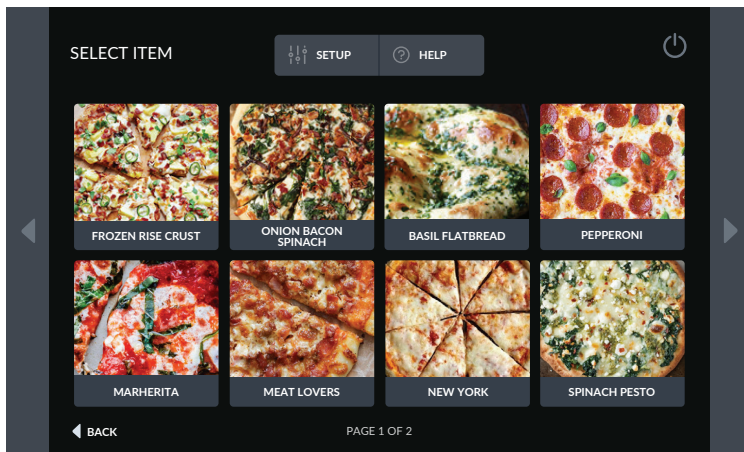 SELECT ITEM
SETUP
HELP
FROZEN RISE CRUST
ONION BACON
SPINACH
BASIL FLATBREAD
PEPPERONI
MARHERITA
MEAT LOVERS
NEW YORK
SPINACH PESTO
BACK
PAGE 1 OF 2